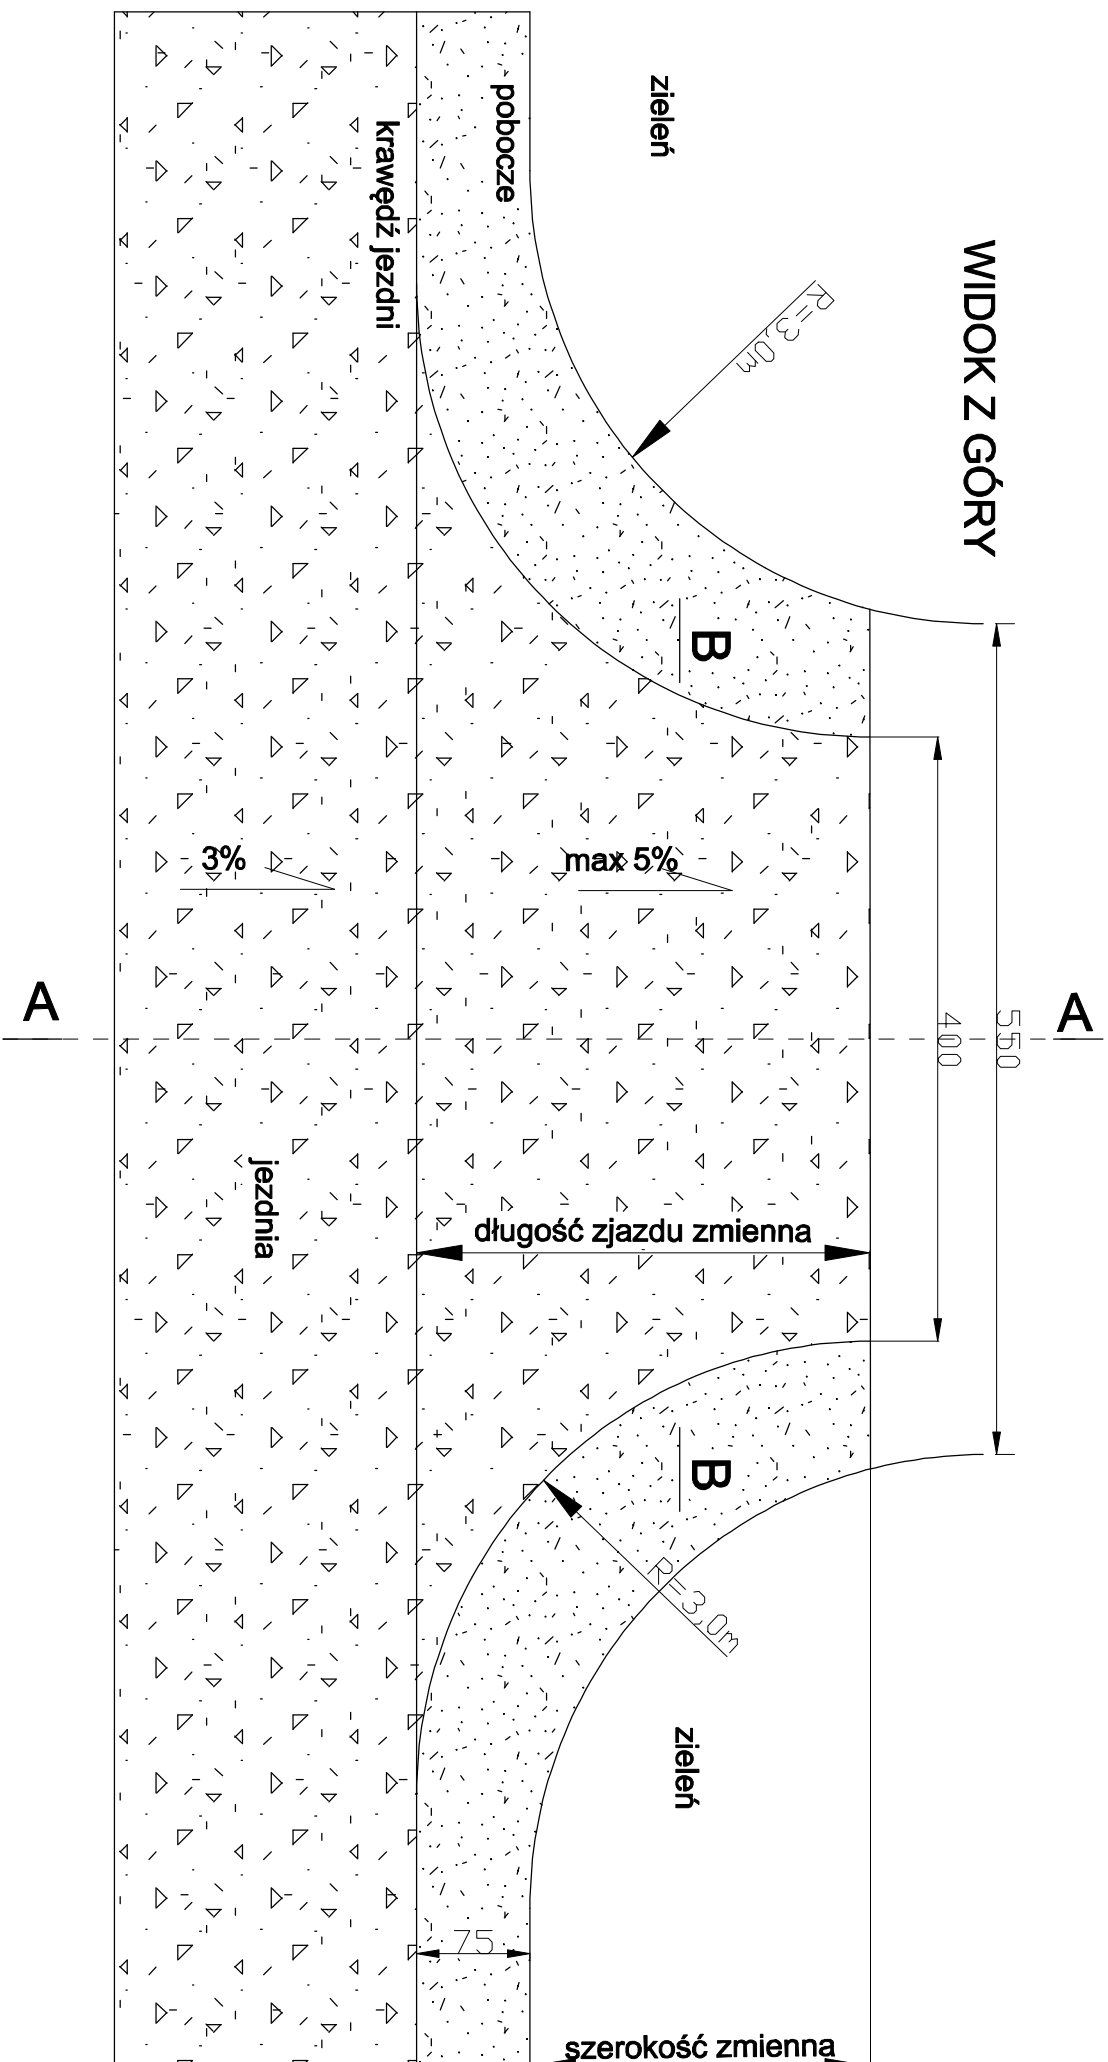 WIDOK Z GÓRY
zieleń
pobocze
krawędź jezdni
R=3,0m
B
3%
max 5%
A
A
550
400
jezdnia
długość zjazdu zmienna
B
R=3,0m
zieleń
75
szerokość zmienna